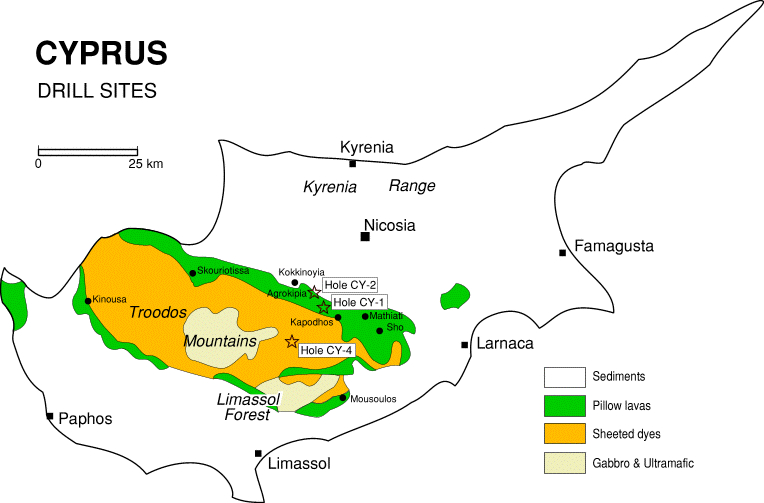 CYPRUS
DRILL SITES
0 25 km
Kyrenia
Kyrenia Range
Nicosia
Famagusta
Skouriotissa
Kokkinoyia
Hole CY-2
Agrokipia
Hole CY-1
Kinousa
Troodos
Kapodhos
Mathiati
Sho
Mountains
Hole CY-4
Larnaca
Limassol
Forest
Mousoulos
Paphos
Limassol
Sediments
Pillow lavas
Sheeted dyes
Gabbro & Ultramafic